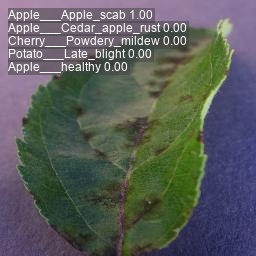 Apple___Apple_scab 1.00
Apple___Cedar_apple_rust 0.00
Cherry___Powdery_mildew 0.00
Potato___Late_blight 0.00
Apple___healthy 0.00